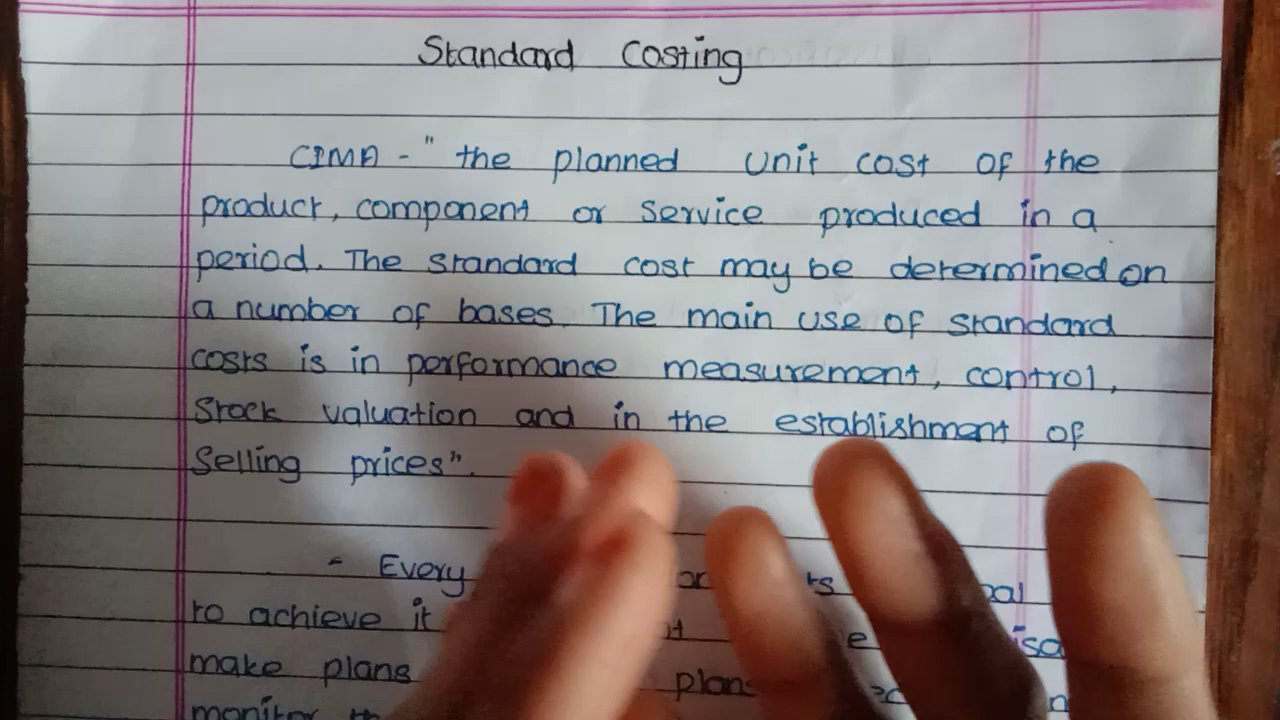 Standard Costing
CIMA - " the planned unit cost of the
product, component or service produced in a
period. The standard cost may be determined on
a number of bases. The main use of standard
costs is in performance measurement, control,
Stock valuation and in the establishment of
Selling prices".
- Every
to achieve it
make plans
monitor